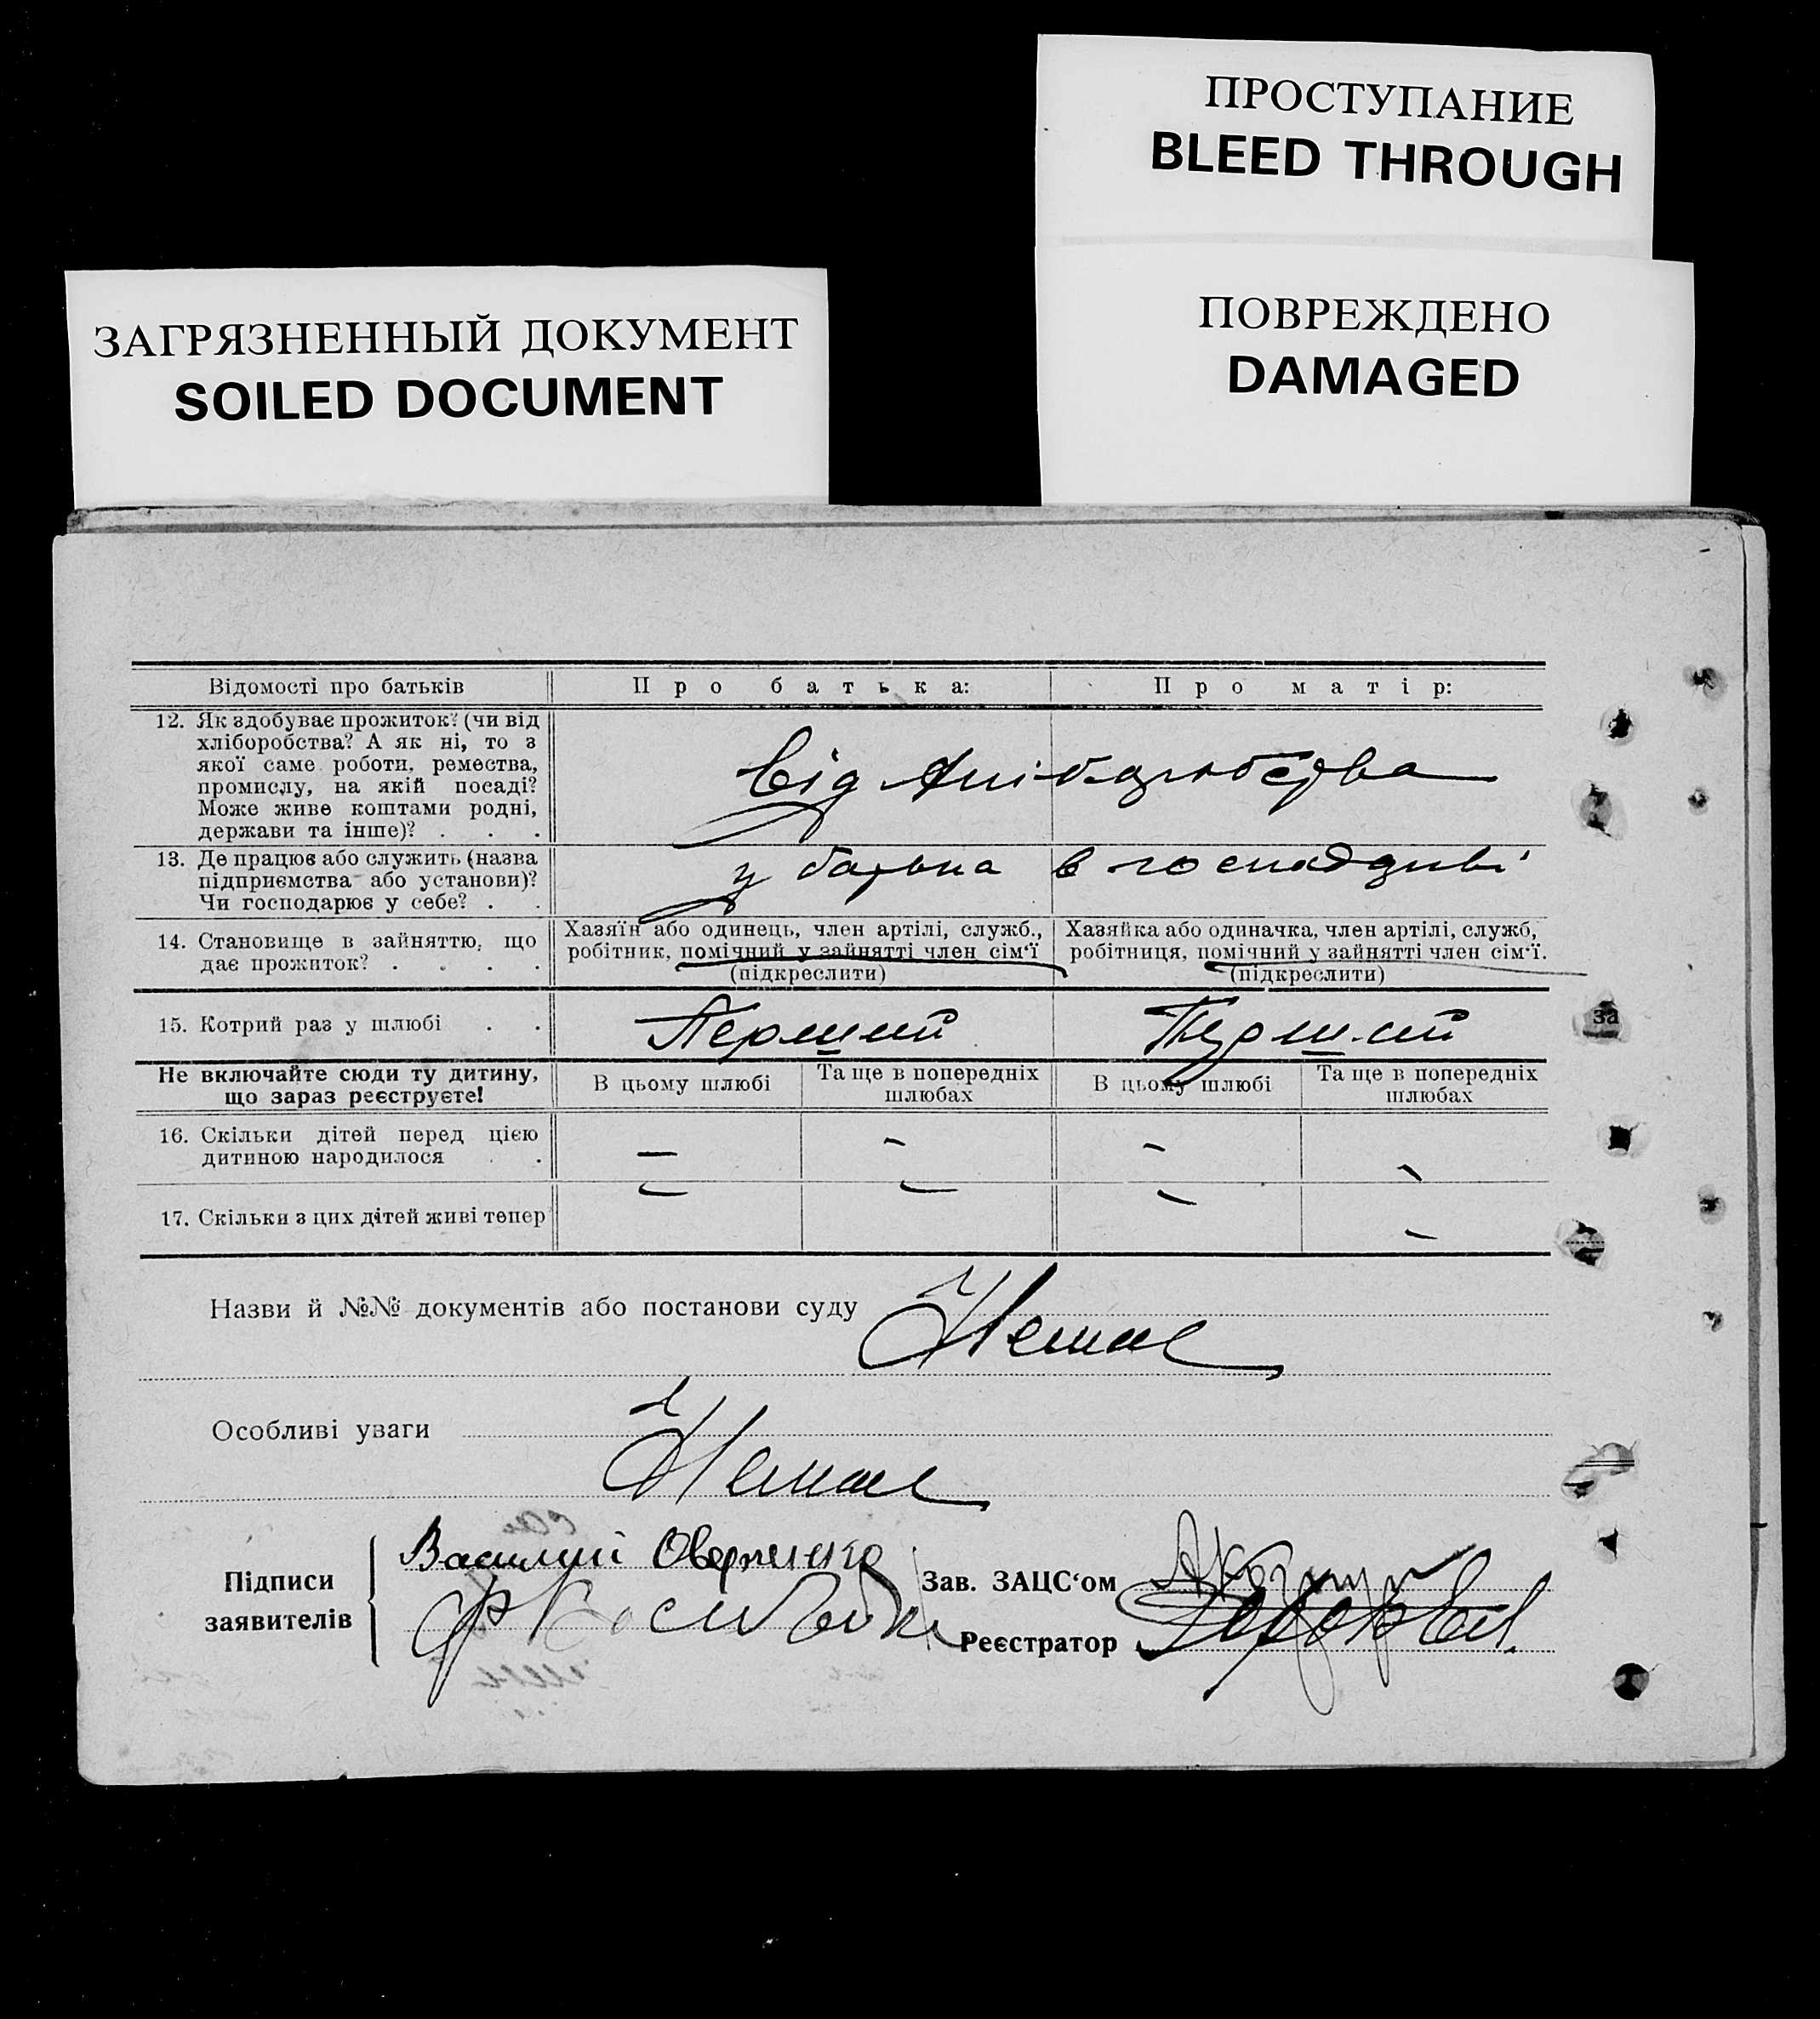 ПРОСТУПАНИЕ
BLEED THROUGH
ПОВРЕЖДЕНО
DAMAGED
ЗАГРЯЗНЕННЫЙ ДОКУМЕНТ
SOILED DOCUMENT
Відомості про батьків П р о б а т ь к а: П р о м а т і р:
12. Як здобуває прожиток? (чи від
хліборобства? А як ні, то з
якої саме роботи, ремества,
промислу, на якій посаді?
Може живе коштами родні,
держави та інше)? . . .
Від
13. Де працює або служить (назва
підприємства або установи)?
Чи господарює у себе? . .
у батька в
14. Становище в зайняттю, що
дає прожиток? . . . .
Хазяїн або одинець, член артілі, служб.,
робітник, помічний у зайнятті член сім‘ї
(підкреслити)
Хазяйка або одиначка, член артілі, служб,
робітниця, помічний у зайнятті член сім‘ї.
(підкреслити)
15. Котрий раз у шлюбі . . Перший Перший
за
Не включайте сюди ту дитину,
що зараз реєструєте!
В цьому шлюбі
Та ще в попередніх
шлюбах
В цьому шлюбі
Та ще в попередніх
шлюбах
16. Скільки дітей перед цією
дитиною народилося . .
— — — —
17. Скільки з цих дітей живі тепер
— — — —
Назви й №№ документів або постанови суду Немає
Особливі уваги
Немає
Підписи
заявителів
Василий
Зав. ЗАЦС‘ом
Реєстратор